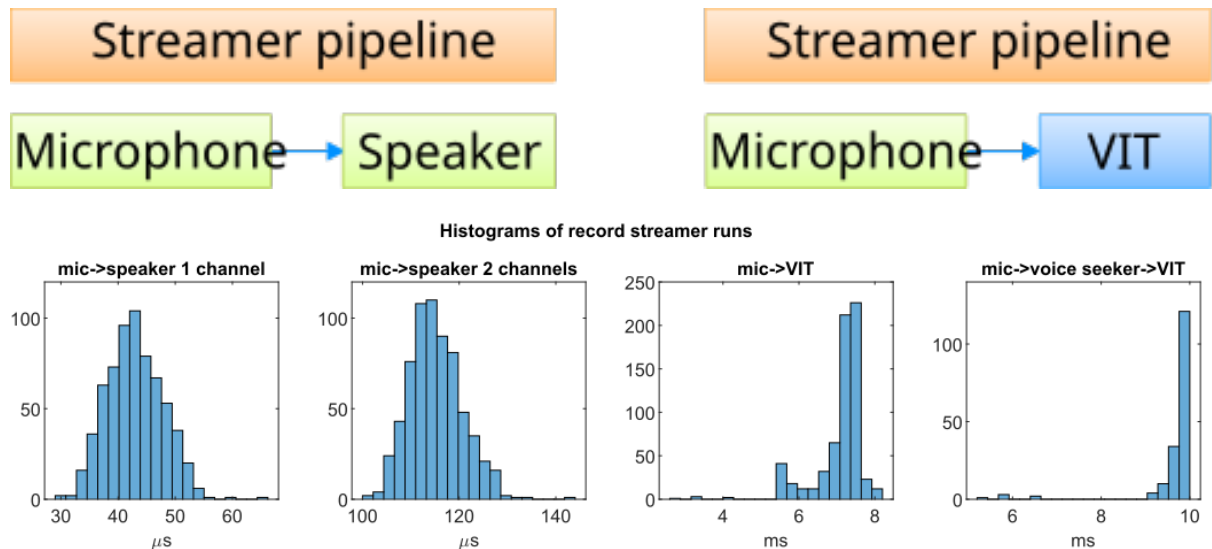 Streamer pipeline
Streamer pipeline
Microphone
Speaker
Microphone
VIT
Histograms of record streamer runs
mic->speaker 1 channel
100
50
0
30
40
50
60
μs
mic->speaker 2 channels
100
50
0
100
120
140
μs
mic->VIT
250
200
150
100
50
0
4
6
8
ms
mic->voice seeker->VIT
100
50
0
6
8
10
ms